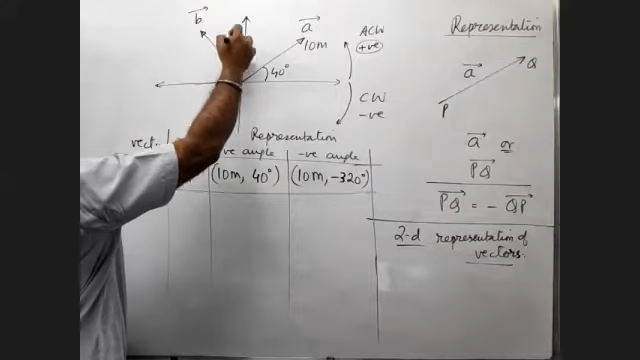 b
a
10m
40°
ACW
+ve
CW
-ve
Representation
ve angle
-ve angle
(10m, 40°)
(10m, -320°)
Representation
a
Q
P
a or
PQ
PQ = - QP
2-d representation of
vectors.